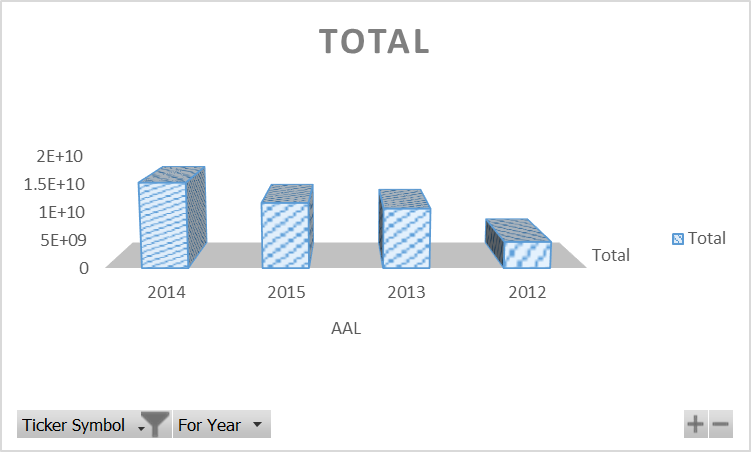 TOTAL
2E+10
1.5E+10
1E+10
5E+09
0
Total
Total
2014 2015 2013 2012
AAL
Ticker Symbol For Year